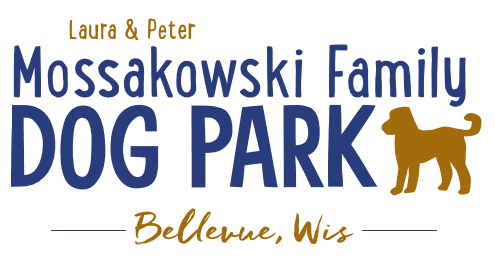 Laura & Peter
Mossakowski Family
DOG PARK
Bellevue, Wis